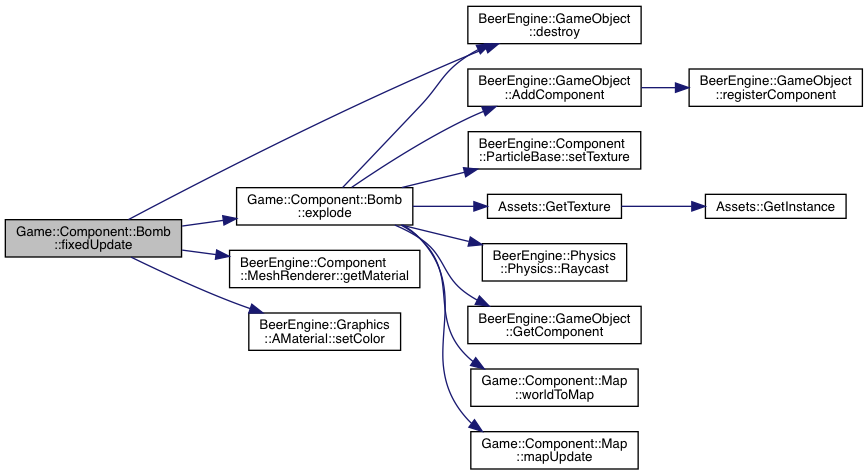 Game::Component::Bomb
::fixedUpdate
BeerEngine::GameObject
::destroy
Game::Component::Bomb
::explode
BeerEngine::GameObject
::AddComponent
BeerEngine::GameObject
::registerComponent
BeerEngine::Component
::ParticleBase::setTexture
Assets::GetTexture
Assets::GetInstance
BeerEngine::Physics
::Physics::Raycast
BeerEngine::GameObject
::GetComponent
Game::Component::Map
::worldToMap
Game::Component::Map
::mapUpdate
BeerEngine::Component
::MeshRenderer::getMaterial
BeerEngine::Graphics
::AMaterial::setColor